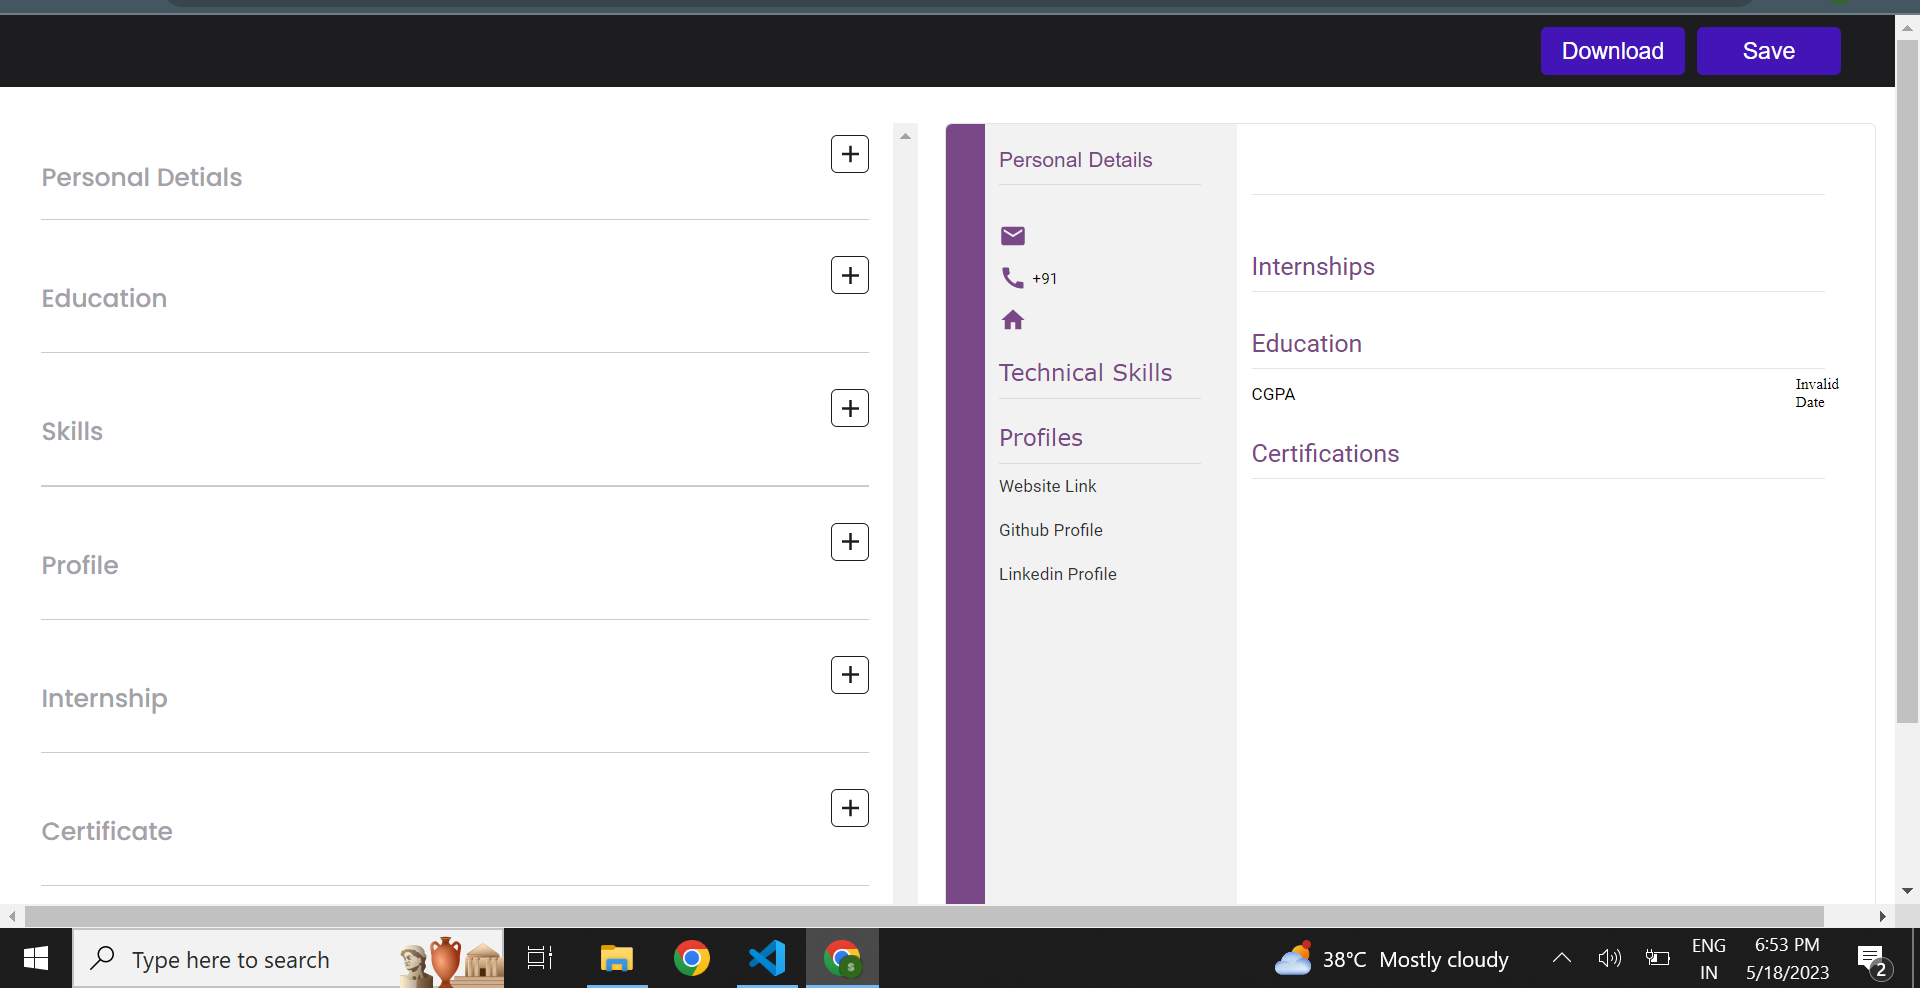 Download
Save
Personal Detials
Education
Skills
Profile
Internship
Certificate
Personal Details
+91
Technical Skills
Profiles
Website Link
Github Profile
Linkedin Profile
Internships
Education
CGPA
Invalid
Date
Certifications
Type here to search
s
38°C Mostly cloudy
ENG
IN
6:53 PM
5/18/2023
2